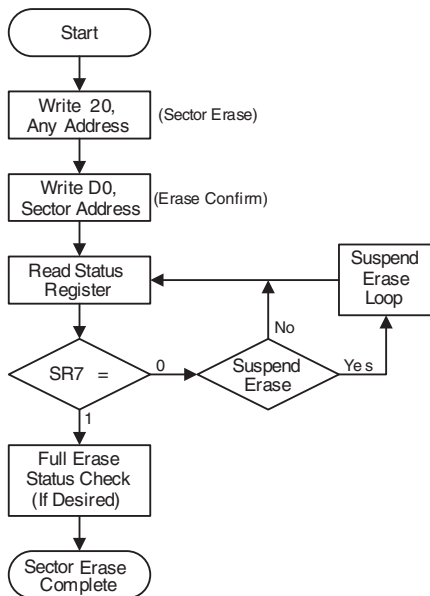 Start
Write 20,
Any Address
(Sector Erase)
Write D0,
Sector Address
(Erase Confirm)
Read Status
Register
Suspend
Erase
Loop
No
SR7 =
0
Suspend
Erase
Yes
1
Full Erase
Status Check
(If Desired)
Sector Erase
Complete